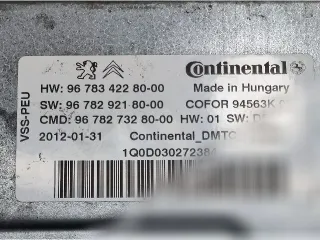 Continental
HW: 96 783 422 80-00 Made in Hungary
SW: 96 782 921 80-00 COFOR 94563K
CMD: 96 782 732 80-00 HW: 01 SW:
2012-01-31 Continental_DMTC
1Q0D03027238
VSS-PEU